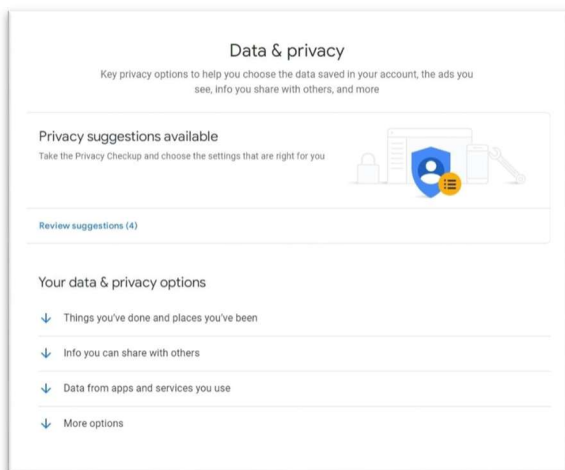 Data & privacy
Key privacy options to help you choose the data saved in your account, the ads you
see, info you share with others, and more
Privacy suggestions available
Take the Privacy Checkup and choose the settings that are right for you
Review suggestions (4)
Your data & privacy options
Things you've done and places you've been
Info you can share with others
Data from apps and services you use
More options